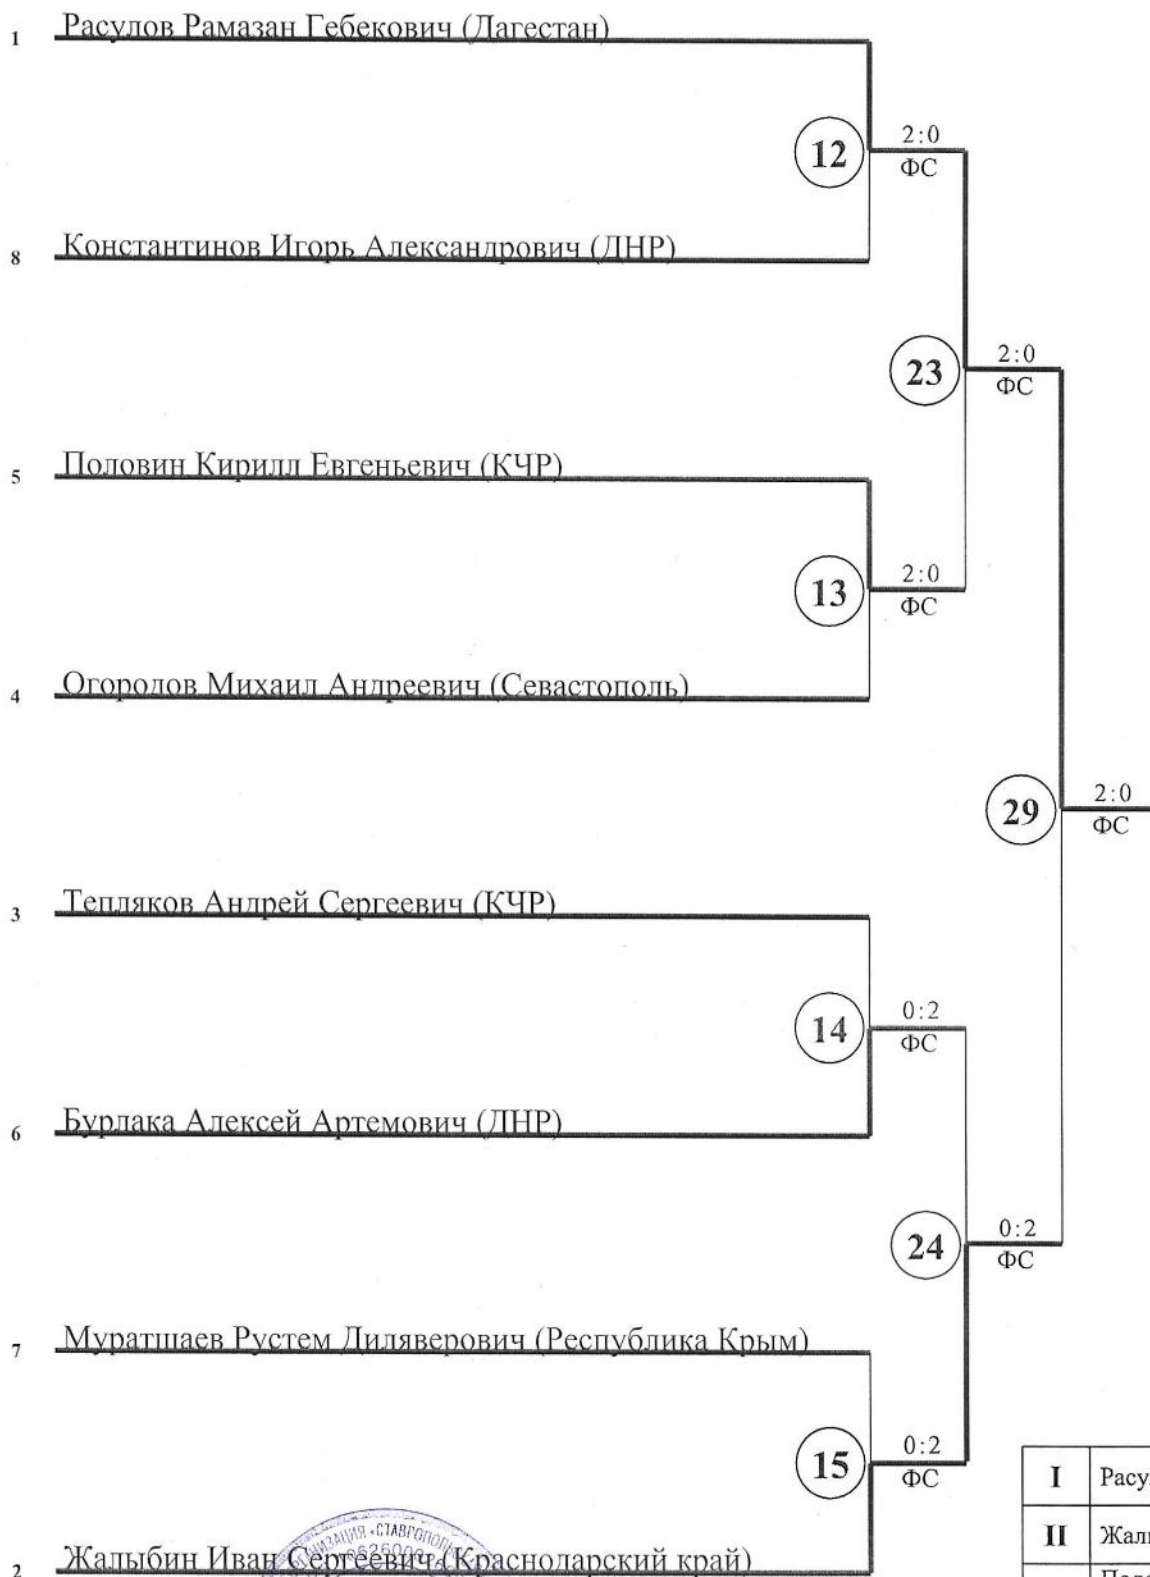 1 Расулов Рамазан Гебекович (Дагестан)
12 2:0
ФС
8 Константинов Игорь Александрович (ДНР)
23 2:0
ФС
5 Половин Кирилл Евгеньевич (КЧР)
13 2:0
ФС
4 Огородов Михаил Андреевич (Севастополь)
29 2:0
ФС
3 Тепляков Андрей Сергеевич (КЧР)
14 0:2
ФС
6 Бурлака Алексей Артемович (ДНР)
24 0:2
ФС
7 Муратшаев Рустем Диляверович (Республика Крым)
15 0:2
ФС
I Расу
II Жал
2 Жалыбин Иван Сергеевич (Краснодарский край)